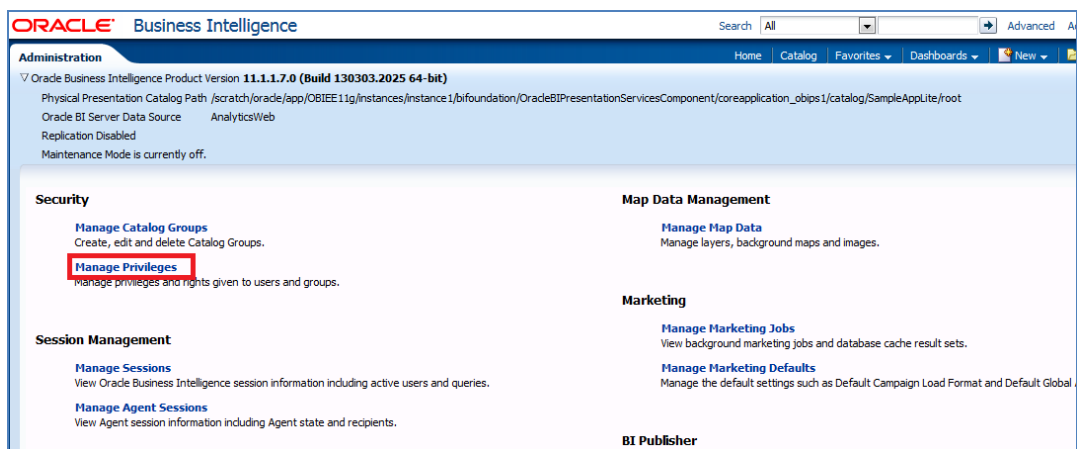 ORACLE Business Intelligence
Search All Advanced
Administration
Home Catalog Favorites Dashboards New
Oracle Business Intelligence Product Version 11.1.1.7.0 (Build 130303.2025 64-bit)
Physical Presentation Catalog Path /scratch/oracle/app/OBIEE11g/instances/instance1/bifoundation/OracleBIPresentationServicesComponent/coreapplication_obips1/catalog/SampleAppLite/root
Oracle BI Server Data Source AnalyticsWeb
Replication Disabled
Maintenance Mode is currently off.
Security
Manage Catalog Groups
Create, edit and delete Catalog Groups.
Manage Privileges
Manage privileges and rights given to users and groups.
Session Management
Manage Sessions
View Oracle Business Intelligence session information including active users and queries.
Manage Agent Sessions
View Agent session information including Agent state and recipients.
Map Data Management
Manage Map Data
Manage layers, background maps and images.
Marketing
Manage Marketing Jobs
View background marketing jobs and database cache result sets.
Manage Marketing Defaults
Manage the default settings such as Default Campaign Load Format and Default Global
BI Publisher